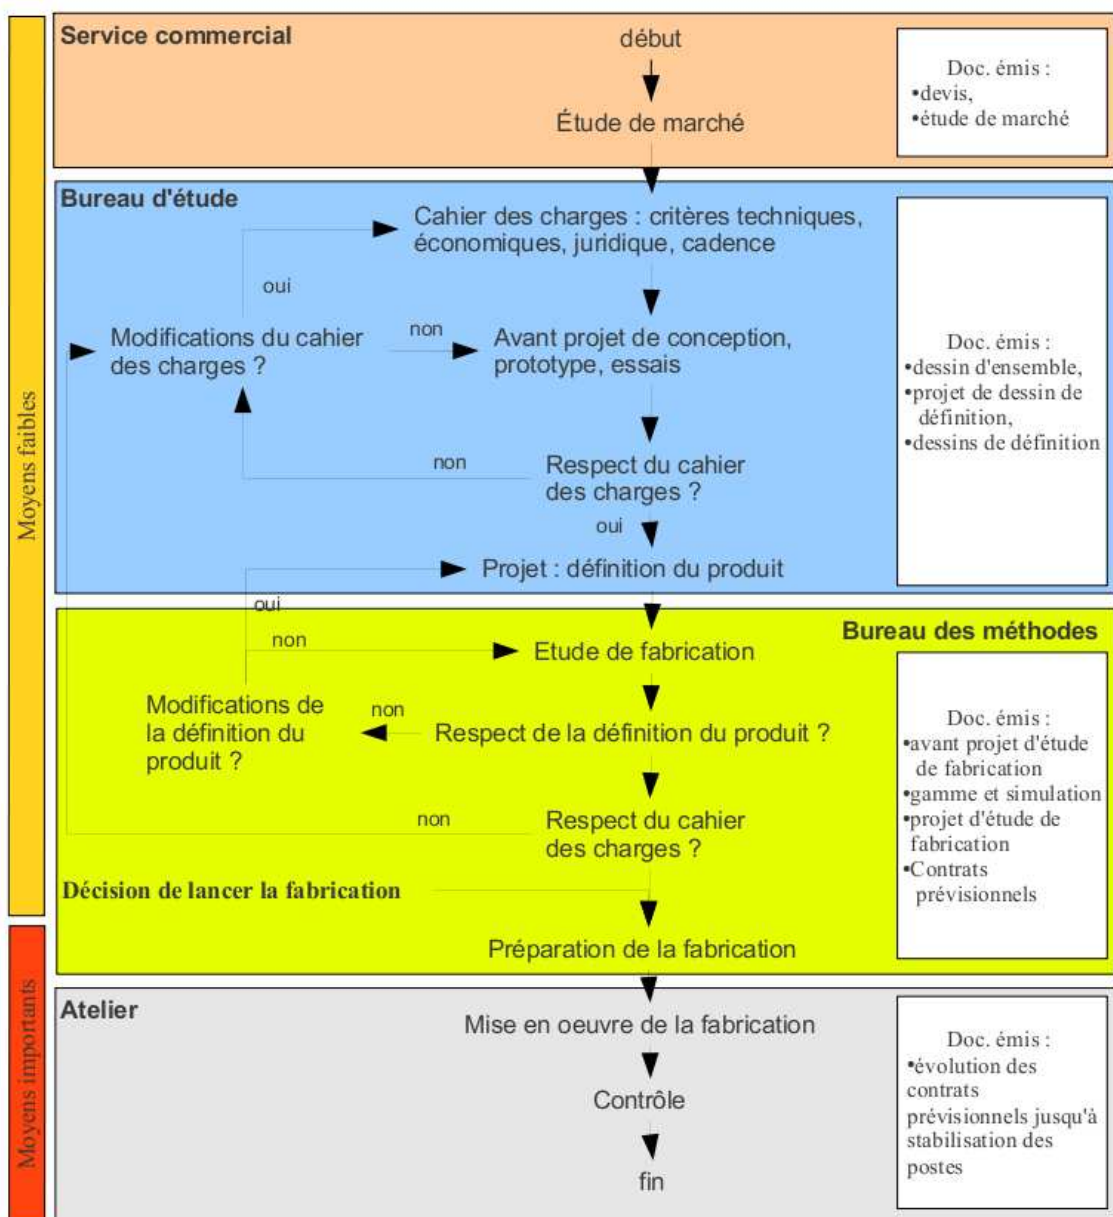 Moyens faibles
Moyens importants
Service commercial
début
Étude de marché
Doc. émis :
•devis,
•étude de marché
Bureau d'étude
Cahier des charges : critères techniques,
économiques, juridique, cadence
oui
Modifications du cahier
des charges ?
non
Avant projet de conception,
prototype, essais
non
Respect du cahier
des charges ?
oui
Projet : définition du produit
Doc. émis :
•dessin d'ensemble,
•projet de dessin de
définition,
•dessins de définition
oui
Bureau des méthodes
non
Etude de fabrication
Modifications de
la définition du
produit ?
non
Respect de la définition du produit ?
non
Respect du cahier
des charges ?
Décision de lancer la fabrication
Préparation de la fabrication
Doc. émis :
•avant projet d'étude
de fabrication
•gamme et simulation
•projet d'étude de
fabrication
•Contrats
prévisionnels
Atelier
Mise en oeuvre de la fabrication
Contrôle
fin
Doc. émis :
•évolution des
contrats
prévisionnels jusqu'à
stabilisation des
postes